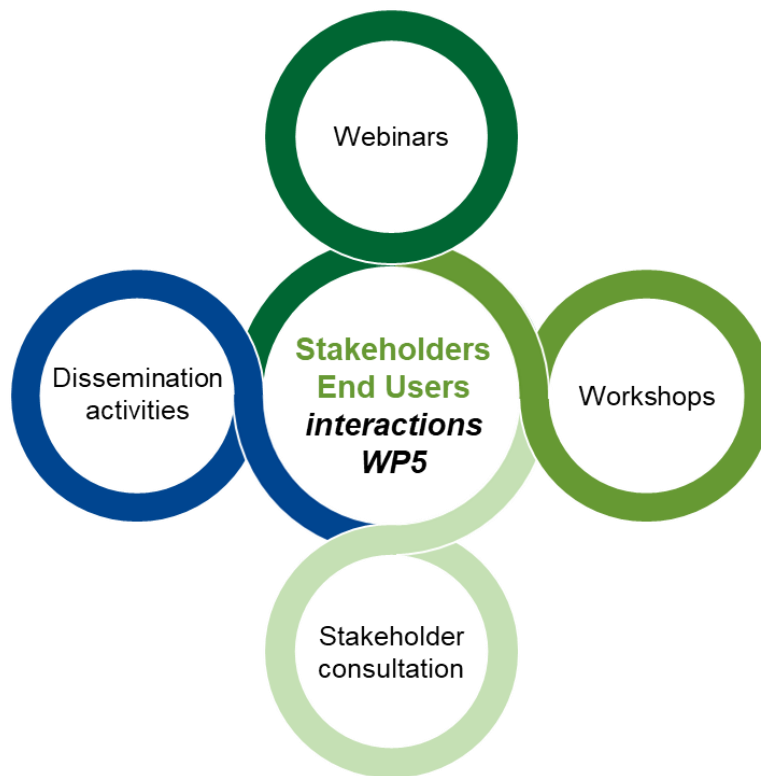 Webinars
Dissemination
activities
Stakeholders
End Users
interactions
WP5
Workshops
Stakeholder
consultation